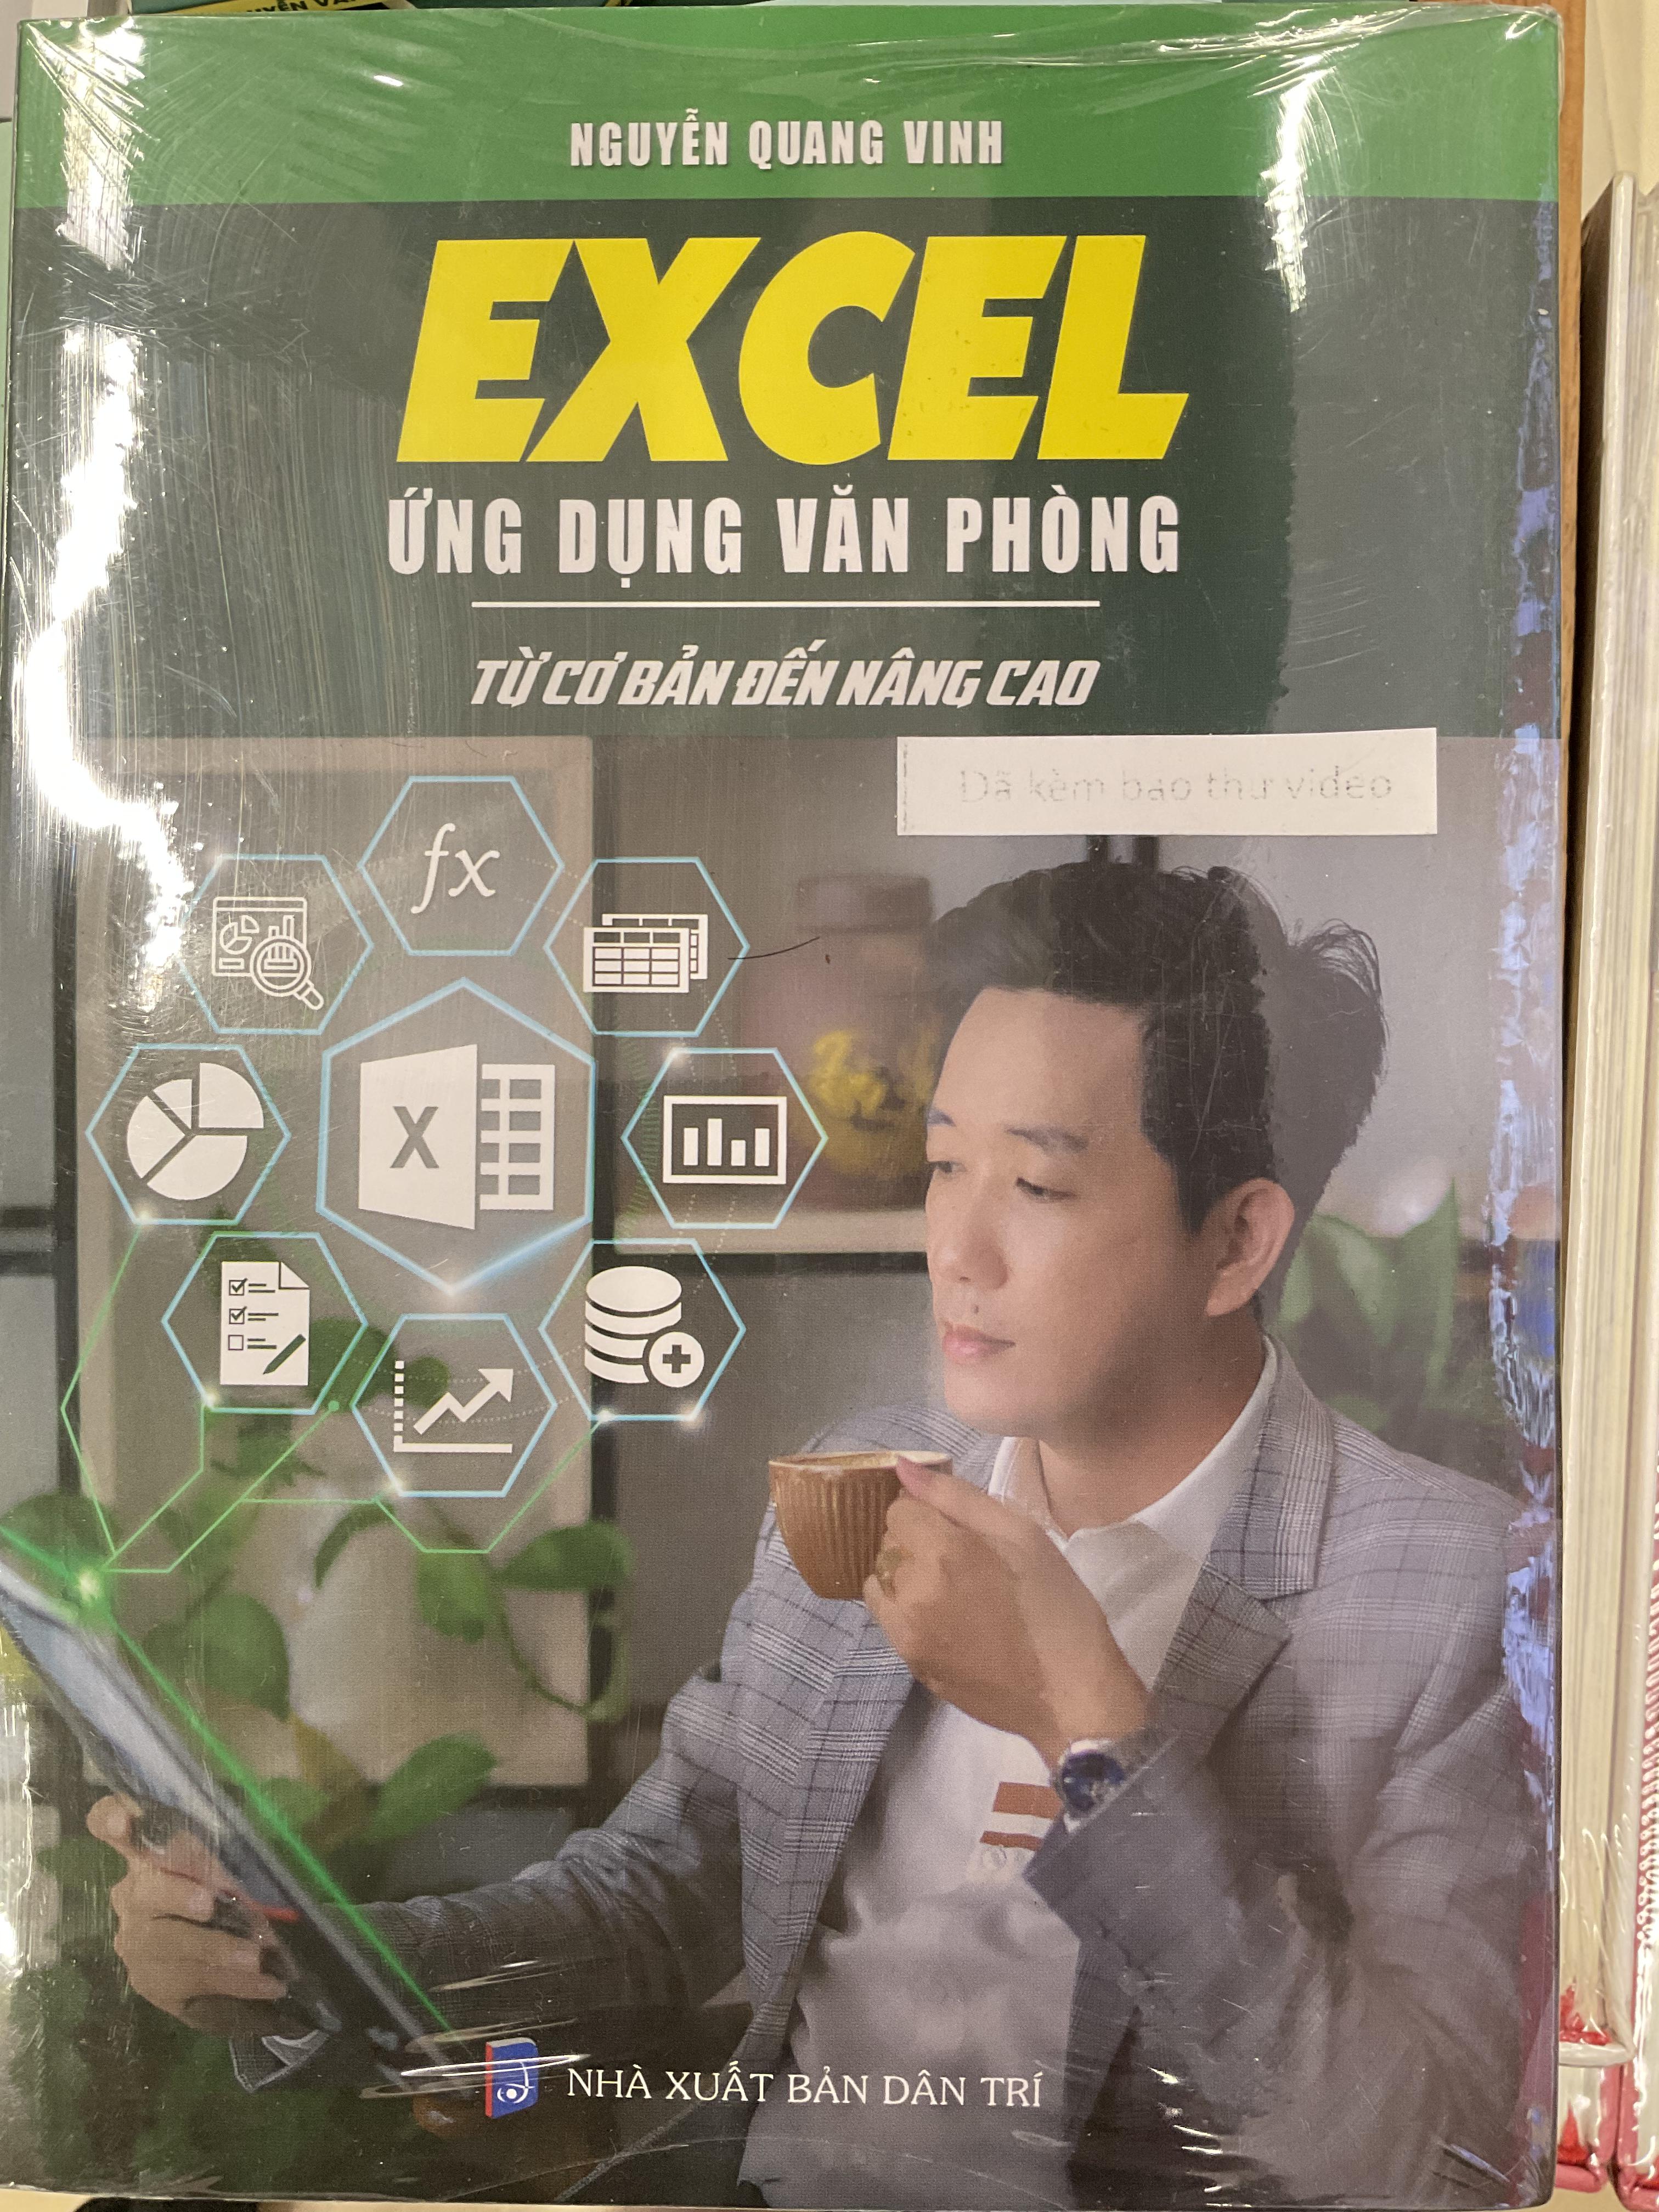 NGUYỄN QUANG VINH
EXCEL
ỨNG DỤNG VĂN PHÒNG
TỪ CƠ BẢN ĐẾN NÂNG CAO
Đã kèm bao thư video
fx
X
NHÀ XUẤT BẢN DÂN TRÍ